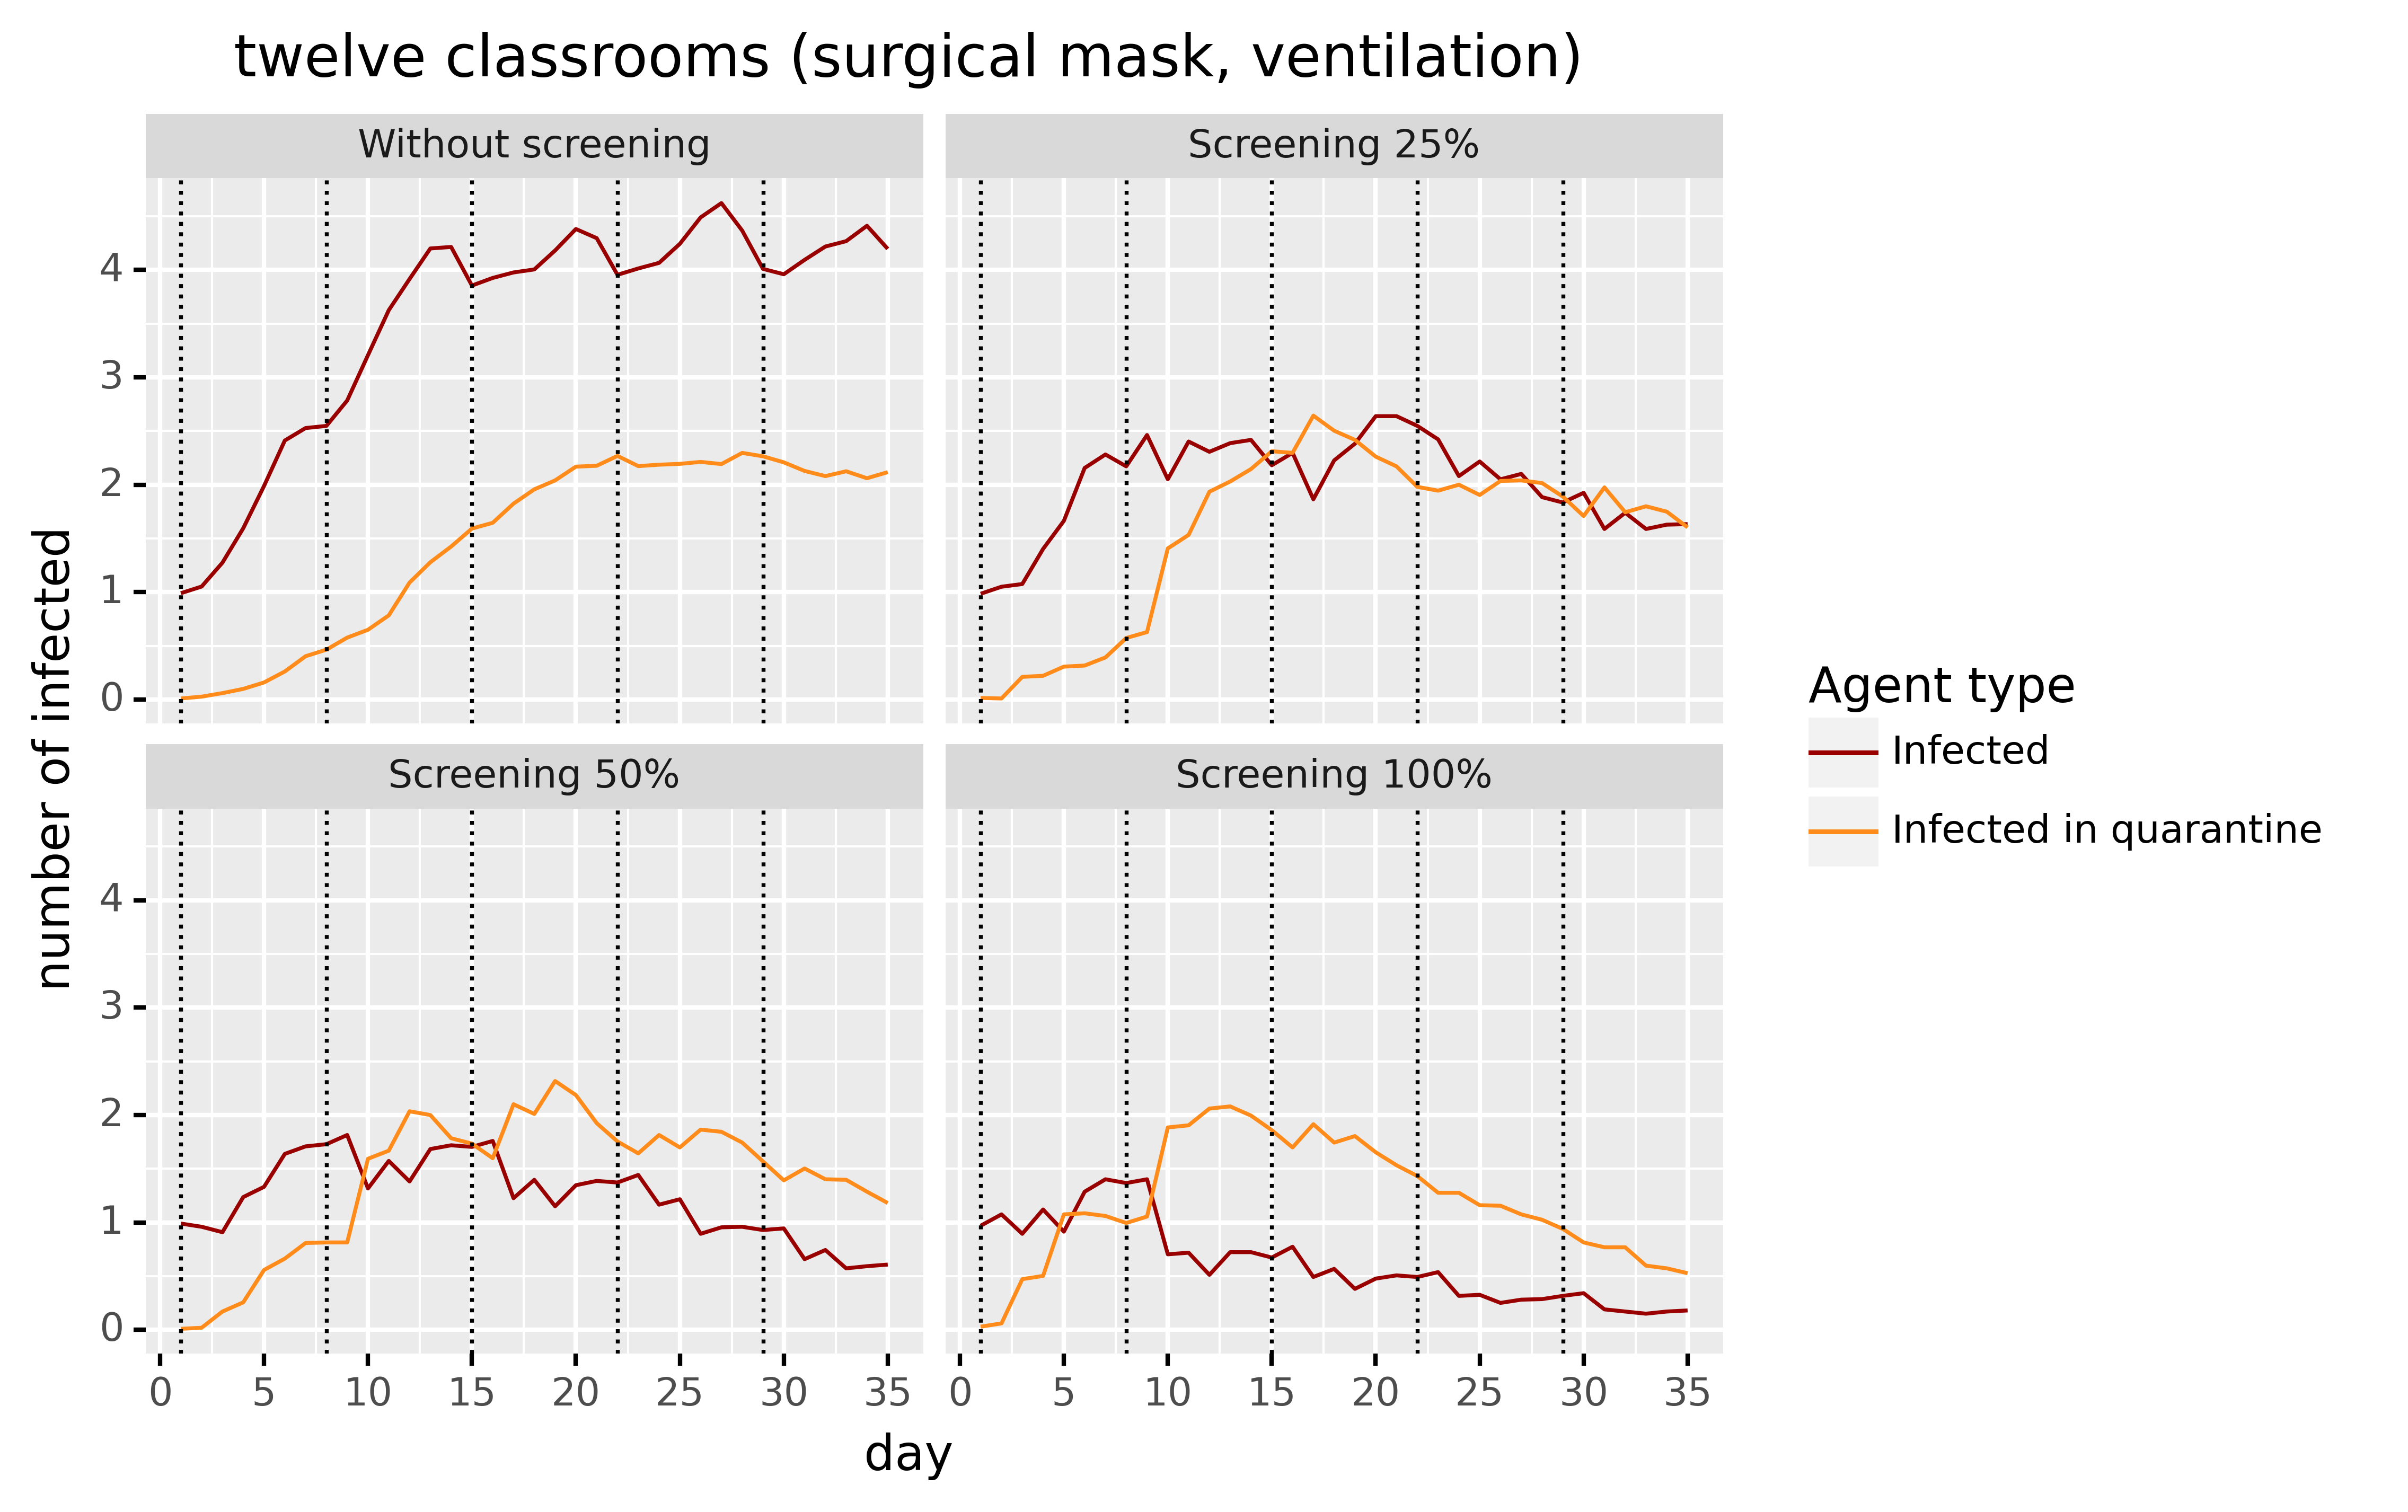 twelve classrooms (surgical mask, ventilation)
Without screening
Screening 25%
4
3
2
1
0
Screening 50%
Screening 100%
4
3
2
1
0
0 5 10 15 20 25 30 35
0 5 10 15 20 25 30 35
day
number of infected
Agent type
Infected
Infected in quarantine